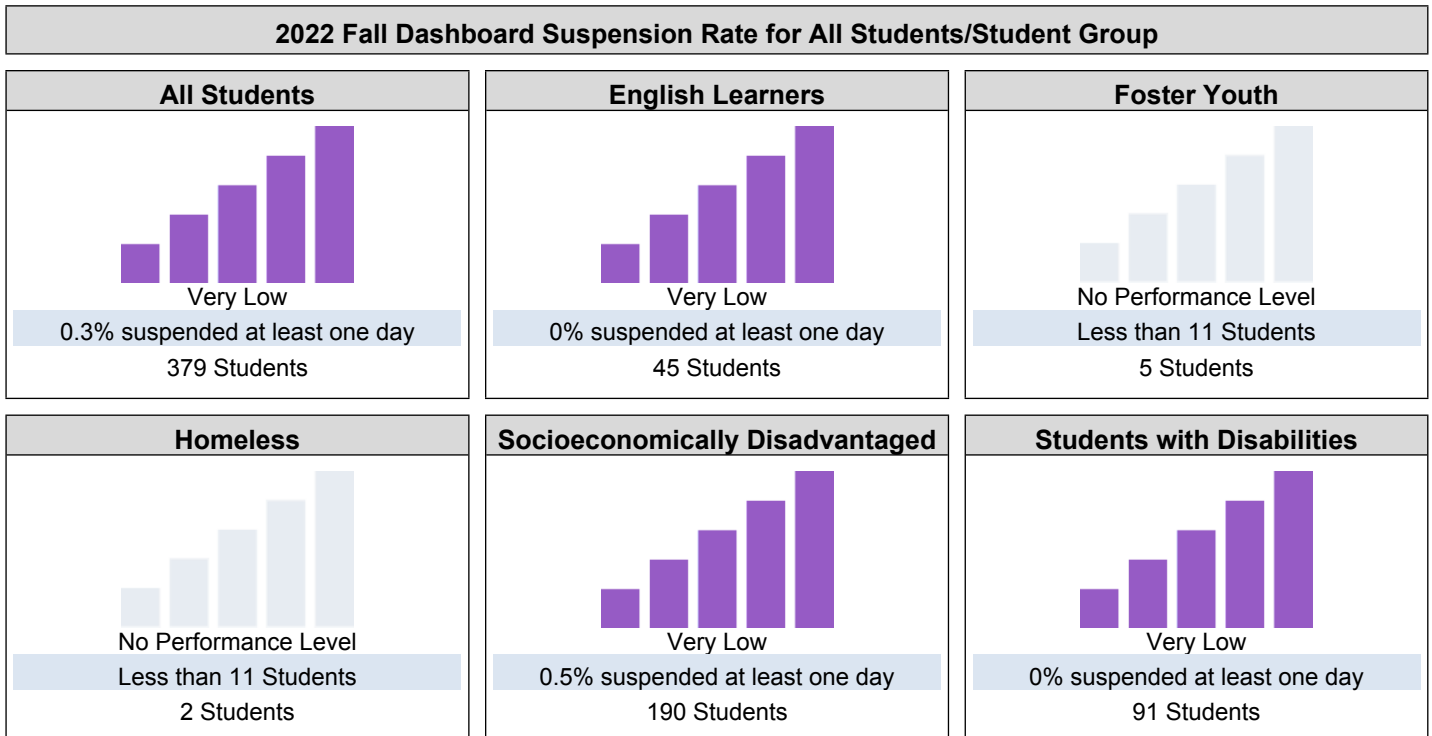 2022 Fall Dashboard Suspension Rate for All Students/Student Group
All Students
Very Low
0.3% suspended at least one day
379 Students
English Learners
Very Low
0% suspended at least one day
45 Students
Foster Youth
No Performance Level
Less than 11 Students
5 Students
Homeless
No Performance Level
Less than 11 Students
2 Students
Socioeconomically Disadvantaged
Very Low
0.5% suspended at least one day
190 Students
Students with Disabilities
Very Low
0% suspended at least one day
91 Students